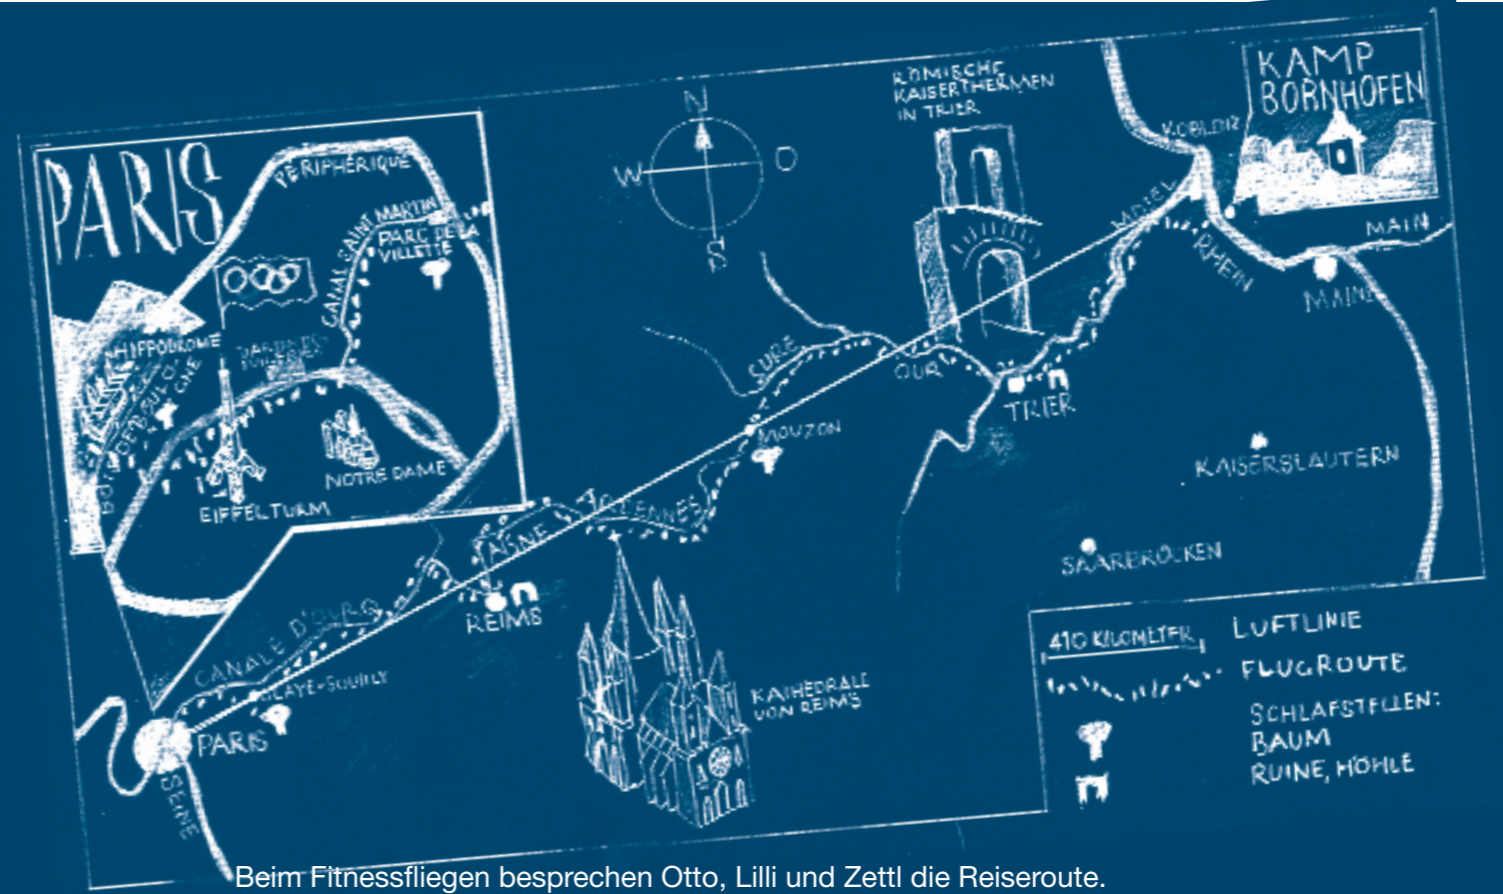 PARIS
PÉRIPHÉRIQUE
CANAL SAINT MARTIN
PARC DE LA
VILLETTE
HIPPODROME
NOTRE DAME
EIFFELTURM
N
W
O
S
RÖMISCHE
KAISERTHERMEN
IN TRIER
KAMP
BORNHOFEN
KOBLENZ
MOSEL
RHEIN
MAIN
MAINZ
SURE
OUR
TRIER
MOUZON
KAISERSLAUTERN
SAARBRÜCKEN
ARDENNES
AISNE
REIMS
CANALE D'OURQ
CLAYE-SOUILLY
PARIS
SEINE
KATHEDRALE
VON REIMS
410 KILOMETER
LUFTLINIE
FLUGROUTE
SCHLAFSTELLEN:
BAUM
RUINE, HÖHLE
Beim Fitnessfliegen besprechen Otto, Lilli und Zettl die Reiseroute.